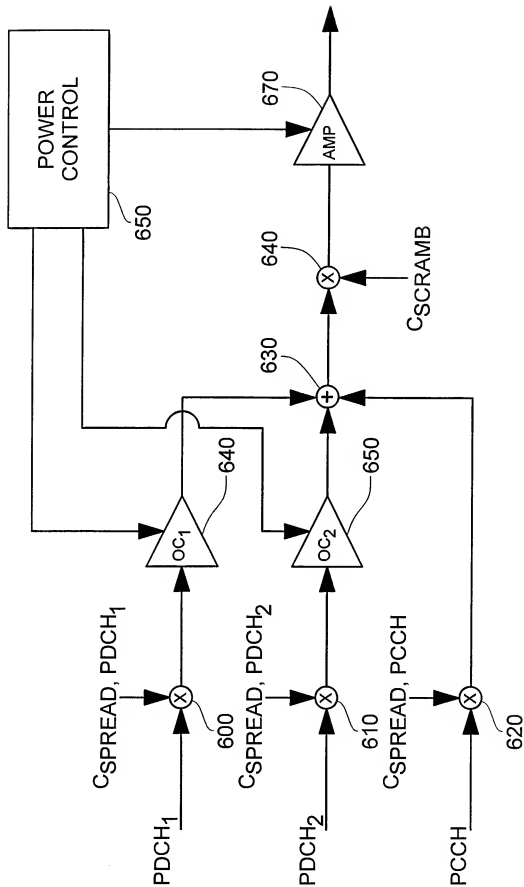 POWER
CONTROL
650
670
AMP
640
CSCRAMB
630
OC1
640
OC2
650
CSPREAD, PDCH1
600
PDCH1
CSPREAD, PDCH2
610
PDCH2
CSPREAD, PCCH
620
PCCH